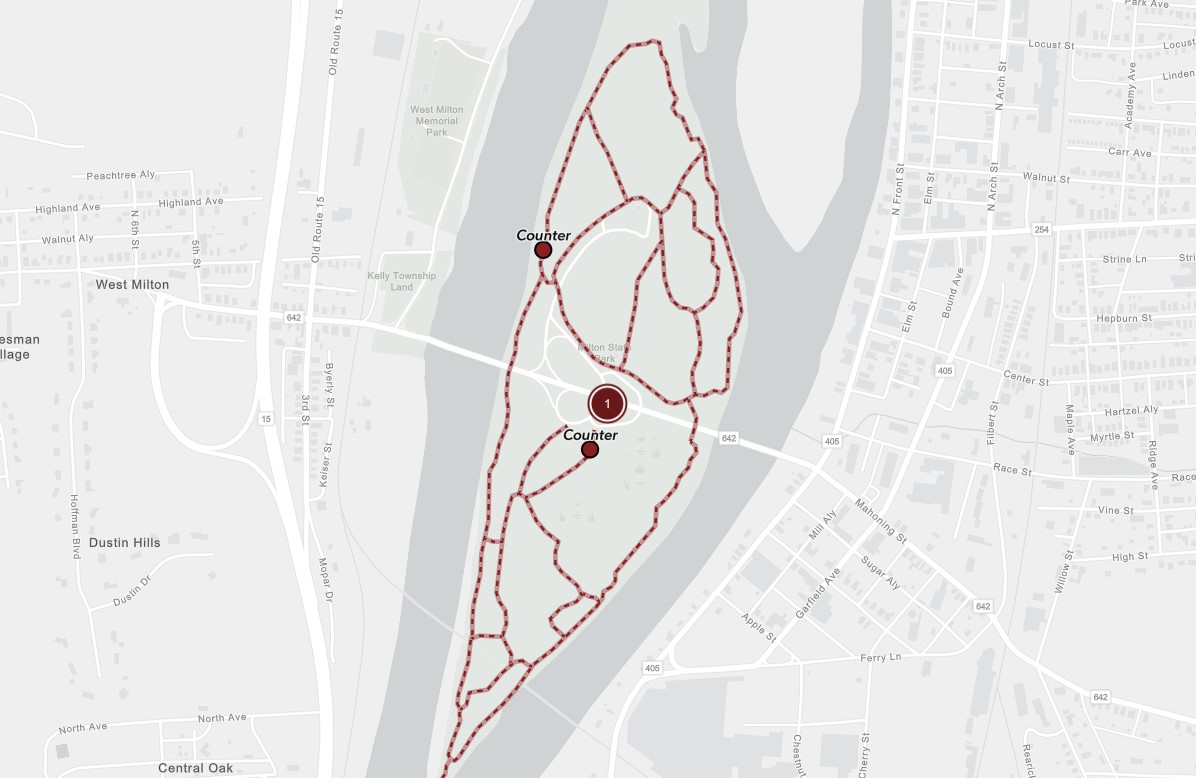 Park Ave
Old Route 15
Locust St
Locust
Linden
N Arch St
Academy Ave
West Milton
Memorial
Park
Carr Ave
Peachtree Aly
Walnut St
N Front St
Elm St
N Arch St
Highland Ave
Highland Ave
N 6th St
5th St
Old Route 15
Walnut Aly
Counter
254
Strine Ln
Stri
Kelly Township
Land
West Milton
Bound Ave
Elm St
642
Hepburn St
esman
llage
Park
405
Center St
Byerly St
3rd St
1
Hartzel Aly
15
Counter
642
405
Filbert St
Maple Ave
Myrtle St
Ridge Ave
Keiser St
Race St
Race
Hoffman Blvd
Mahoning St
Mill Aly
Vine St
Dustin Hills
High St
Willow St
Sugar Aly
Garfield Ave
Mopar Dr
Dustin Dr
642
Apple St
Ferry Ln
405
642
North Ave
North Ave
Chestnut
Cherry St
Rearic
Central Oak